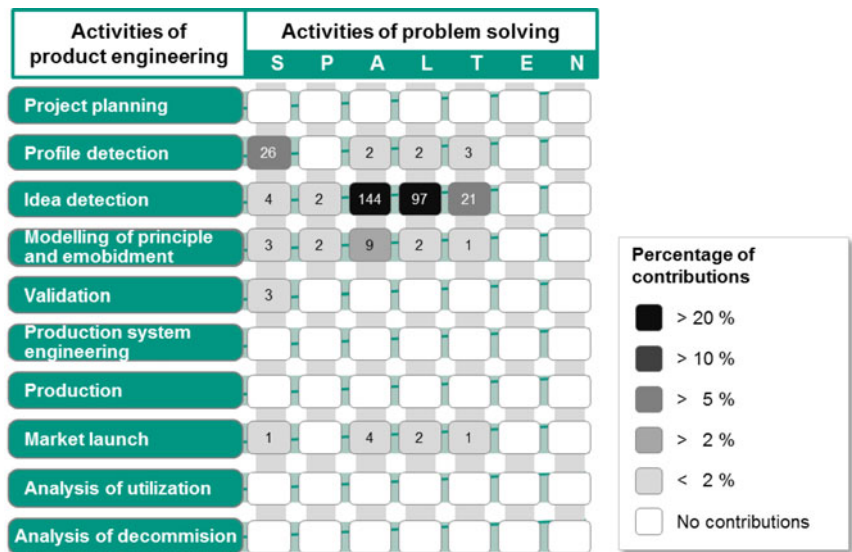 Activities of product engineering
Activities of problem solving
S P A L T E N
Project planning
Profile detection 26 2 2 3
Idea detection 4 2 144 97 21
Modelling of principle
and emobidment 3 2 9 2 1
Validation 3
Production system
engineering
Production
Market launch 1 4 2 1
Analysis of utilization
Analysis of decommision
Percentage of
contributions
> 20 %
> 10 %
> 5 %
> 2 %
< 2 %
No contributions